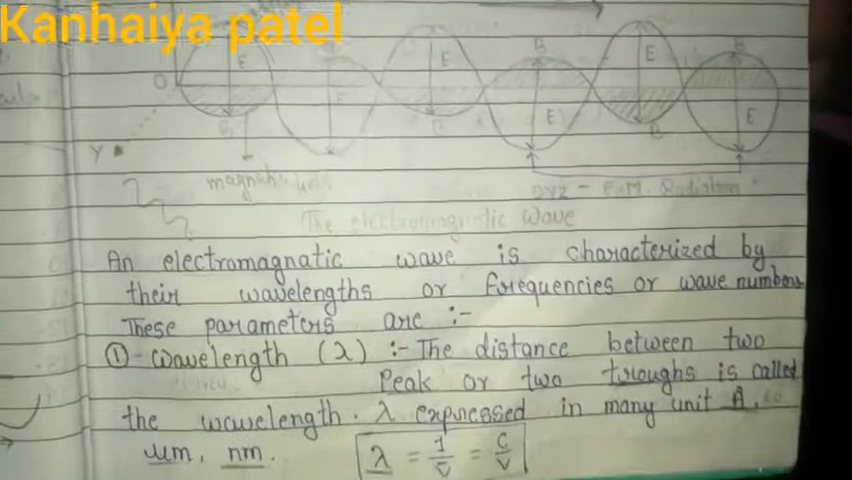 Kanhaiya patel
E E B E B
O
E E E
B
Y
magnatic field
E.M. Radiation
The electromagnetic Wave
An electromagnatic wave is characterized by
their wavelengths or frequencies or wave numbers
These parameters are :-
① - wavelength (λ) :- The distance between two
Peak or two troughs is called
the wavelength. λ expressed in many unit Å,
um, nm.
λ = 1/v̄ = c/v